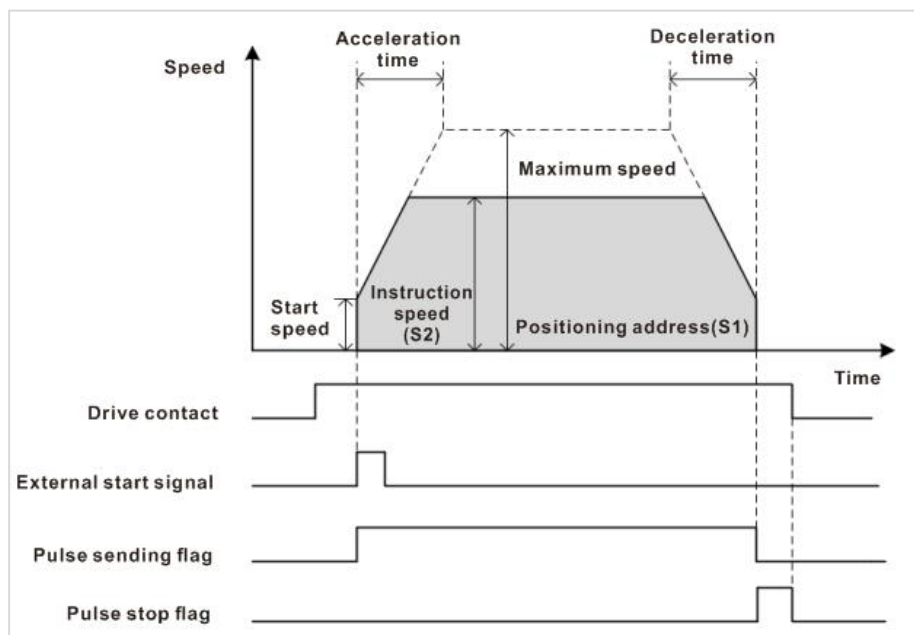 Acceleration
time
Deceleration
time
Speed
Maximum speed
Start
speed
Instruction
speed
(S2)
Positioning address(S1)
Time
Drive contact
External start signal
Pulse sending flag
Pulse stop flag